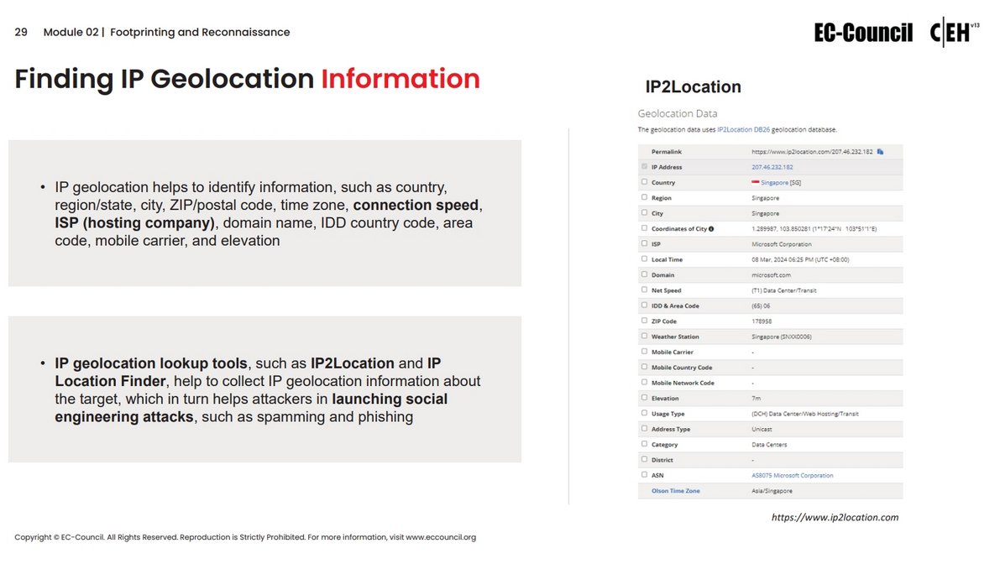 29 Module 02 | Footprinting and Reconnaissance
EC-Council C|EH v13
Finding IP Geolocation Information
• IP geolocation helps to identify information, such as country,
region/state, city, ZIP/postal code, time zone, connection speed,
ISP (hosting company), domain name, IDD country code, area
code, mobile carrier, and elevation
• IP geolocation lookup tools, such as IP2Location and IP
Location Finder, help to collect IP geolocation information about
the target, which in turn helps attackers in launching social
engineering attacks, such as spamming and phishing
IP2Location
Geolocation Data
The geolocation data uses IP2Location DB26 geolocation database.
Permalink https://www.ip2location.com/207.46.232.182
IP Address 207.46.232.182
Country Singapore [SG]
Region Singapore
City Singapore
Coordinates of City 1.289987, 103.850281 (1°17'24"N 103°51'1"E)
ISP Microsoft Corporation
Local Time 08 Mar, 2024 06:25 PM (UTC +08:00)
Domain microsoft.com
Net Speed (T1) Data Center/Transit
IDD & Area Code (65) 06
ZIP Code 178958
Weather Station Singapore (SNXX0006)
Mobile Carrier -
Mobile Country Code -
Mobile Network Code -
Elevation 7m
Usage Type (DCH) Data Center/Web Hosting/Transit
Address Type Unicast
Category Data Centers
District -
ASN AS8075 Microsoft Corporation
Olson Time Zone Asia/Singapore
https://www.ip2location.com
Copyright © EC-Council. All Rights Reserved. Reproduction is Strictly Prohibited. For more information, visit www.eccouncil.org